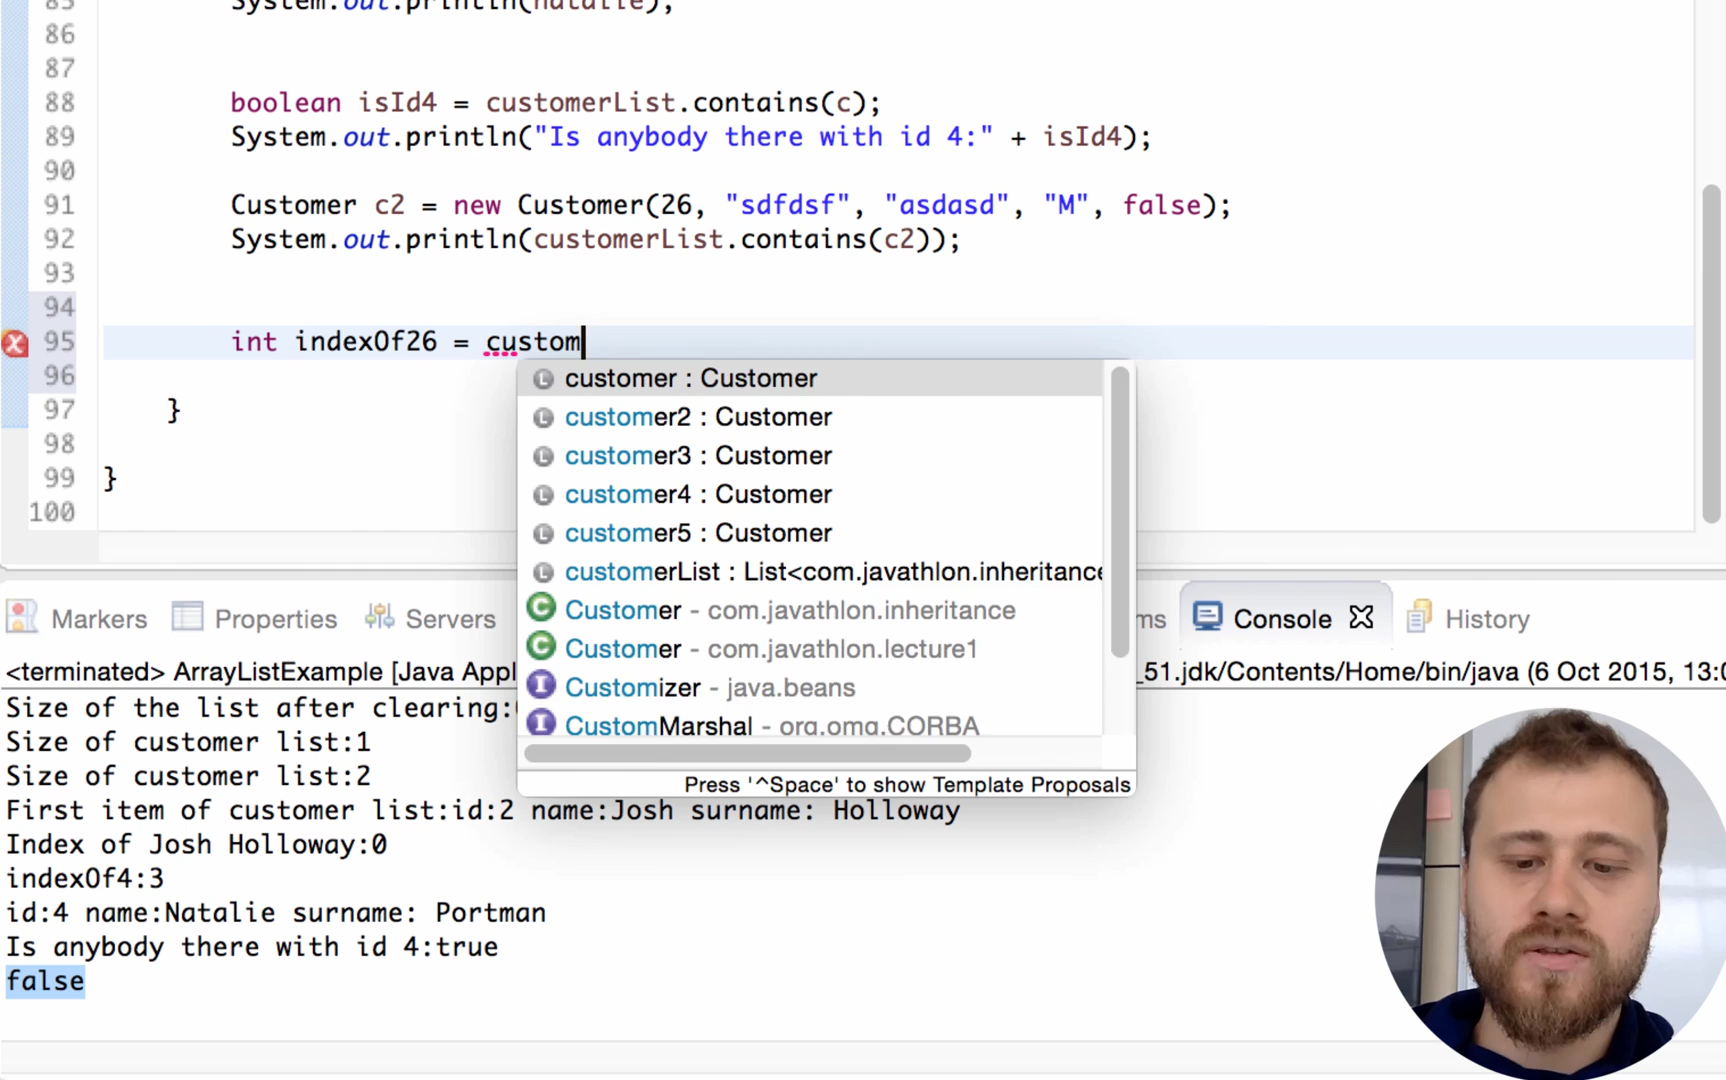 85 System.out.println(natalie);
86
87
88 boolean isId4 = customerList.contains(c);
89 System.out.println("Is anybody there with id 4:" + isId4);
90
91 Customer c2 = new Customer(26, "sdfdsf", "asdasd", "M", false);
92 System.out.println(customerList.contains(c2));
93
94
95 int indexOf26 = custom
96
97 }
98
99 }
100
L customer : Customer
L customer2 : Customer
L customer3 : Customer
L customer4 : Customer
L customer5 : Customer
L customerList : List<com.javathlon.inheritance
C Customer - com.javathlon.inheritance
C Customer - com.javathlon.lecture1
I Customizer - java.beans
I CustomMarshal - org.omg.CORBA
Press '^Space' to show Template Proposals
Markers Properties Servers ms Console History
<terminated> ArrayListExample [Java Appl _51.jdk/Contents/Home/bin/java (6 Oct 2015, 13:0
Size of the list after clearing:
Size of customer list:1
Size of customer list:2
First item of customer list:id:2 name:Josh surname: Holloway
Index of Josh Holloway:0
indexOf4:3
id:4 name:Natalie surname: Portman
Is anybody there with id 4:true
false